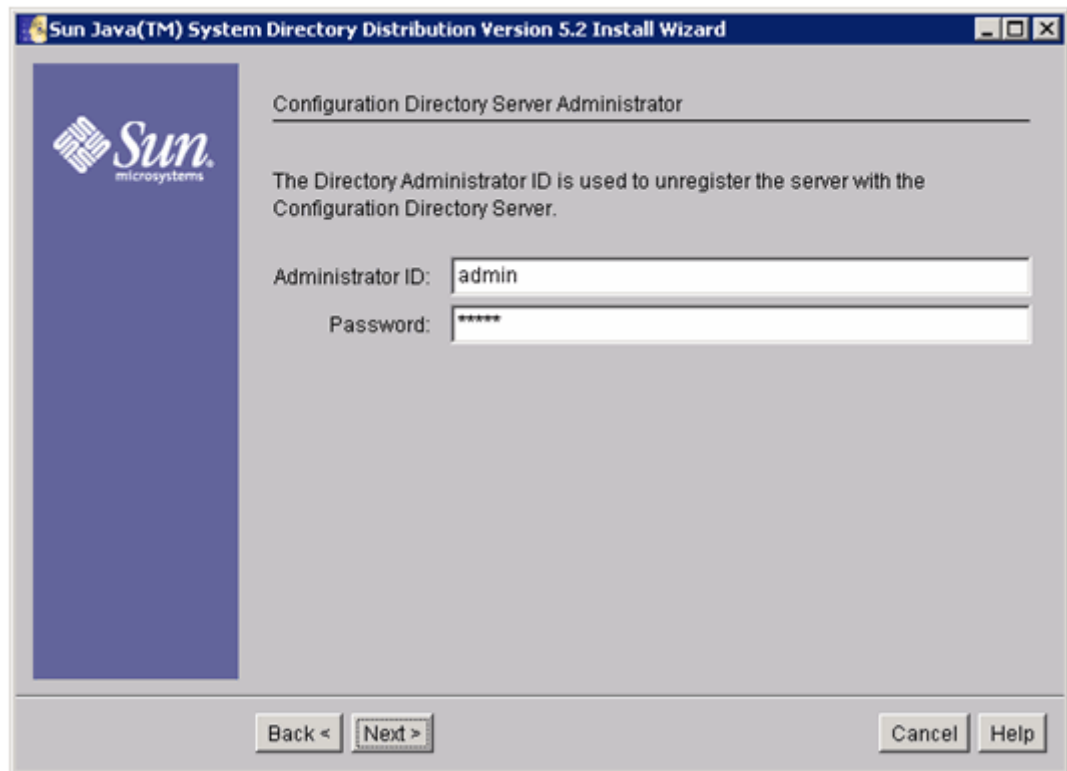 Sun Java(TM) System Directory Distribution Version 5.2 Install Wizard
Sun.
microsystems
Configuration Directory Server Administrator
The Directory Administrator ID is used to unregister the server with the
Configuration Directory Server.
Administrator ID: admin
Password: *****
Back < Next > Cancel Help